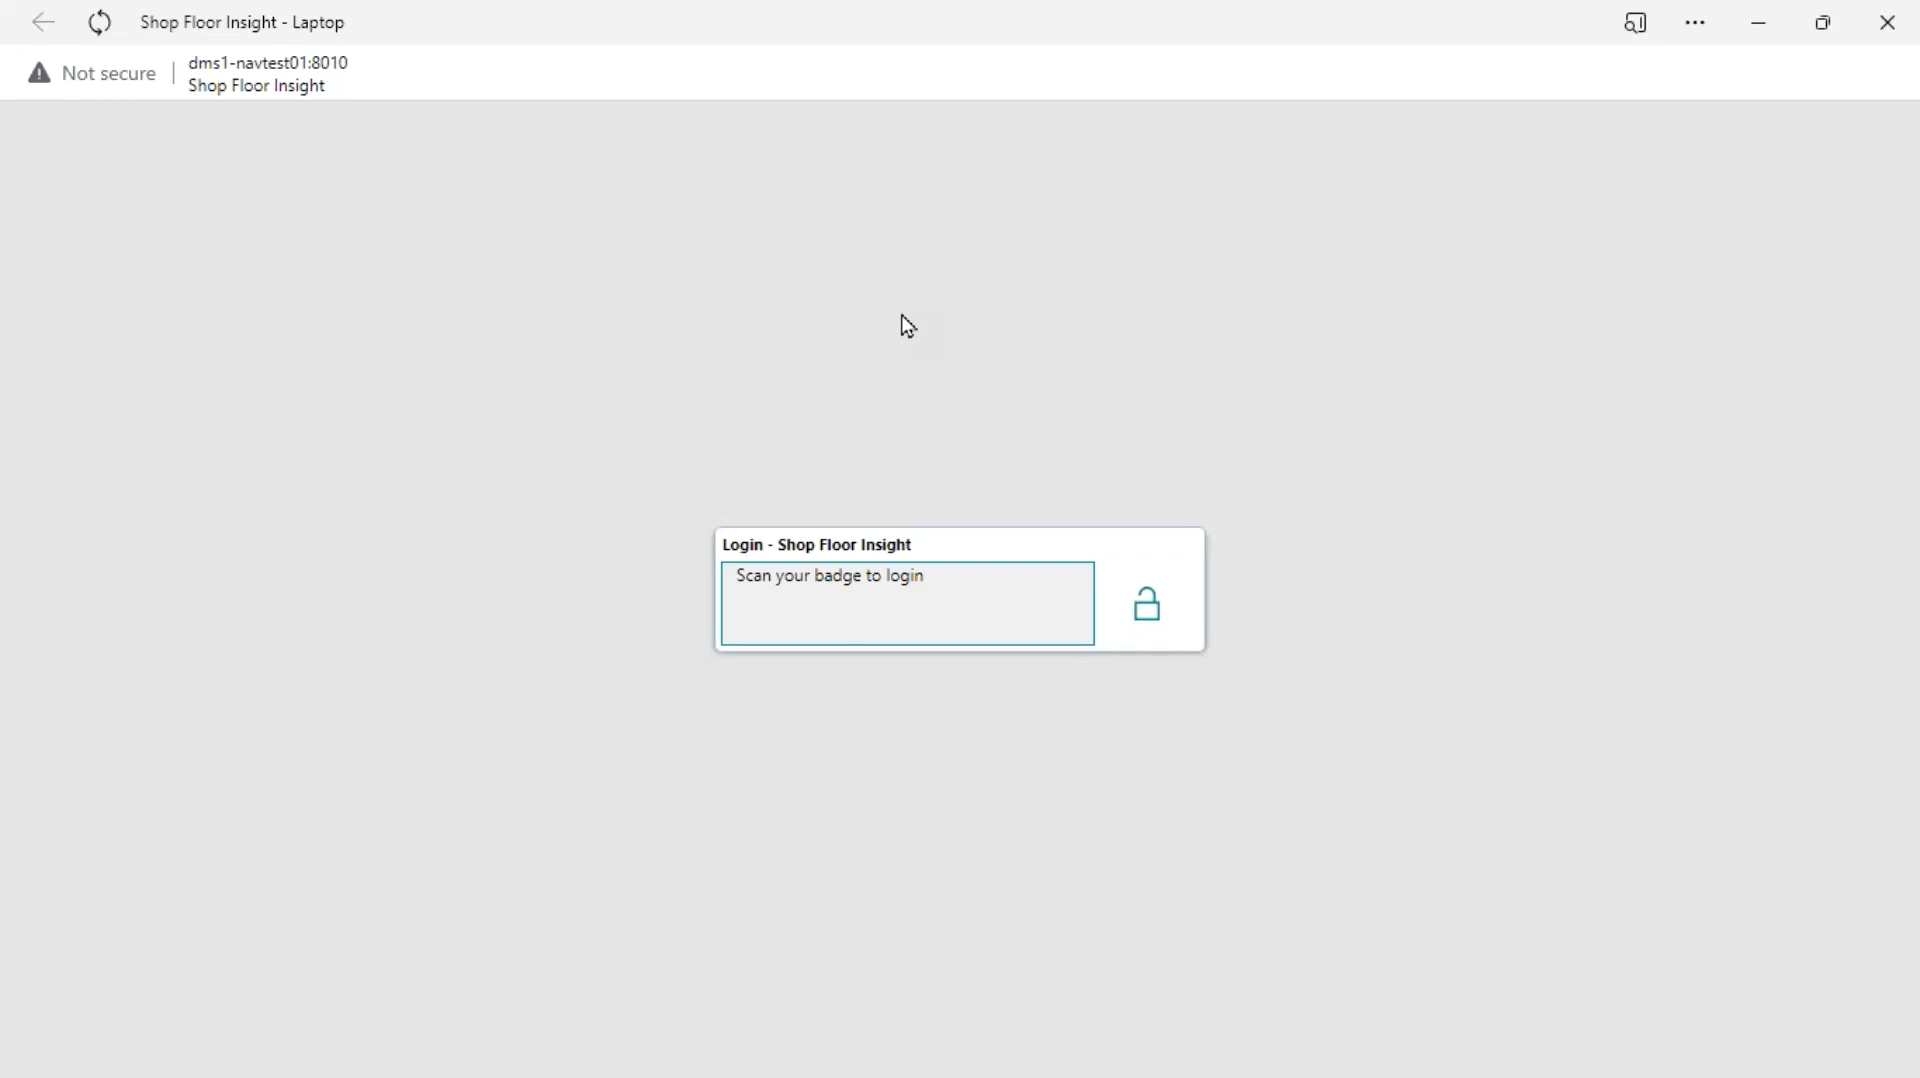 Shop Floor Insight - Laptop
Not secure
dms1-navtest01:8010
Shop Floor Insight
Login - Shop Floor Insight
Scan your badge to login